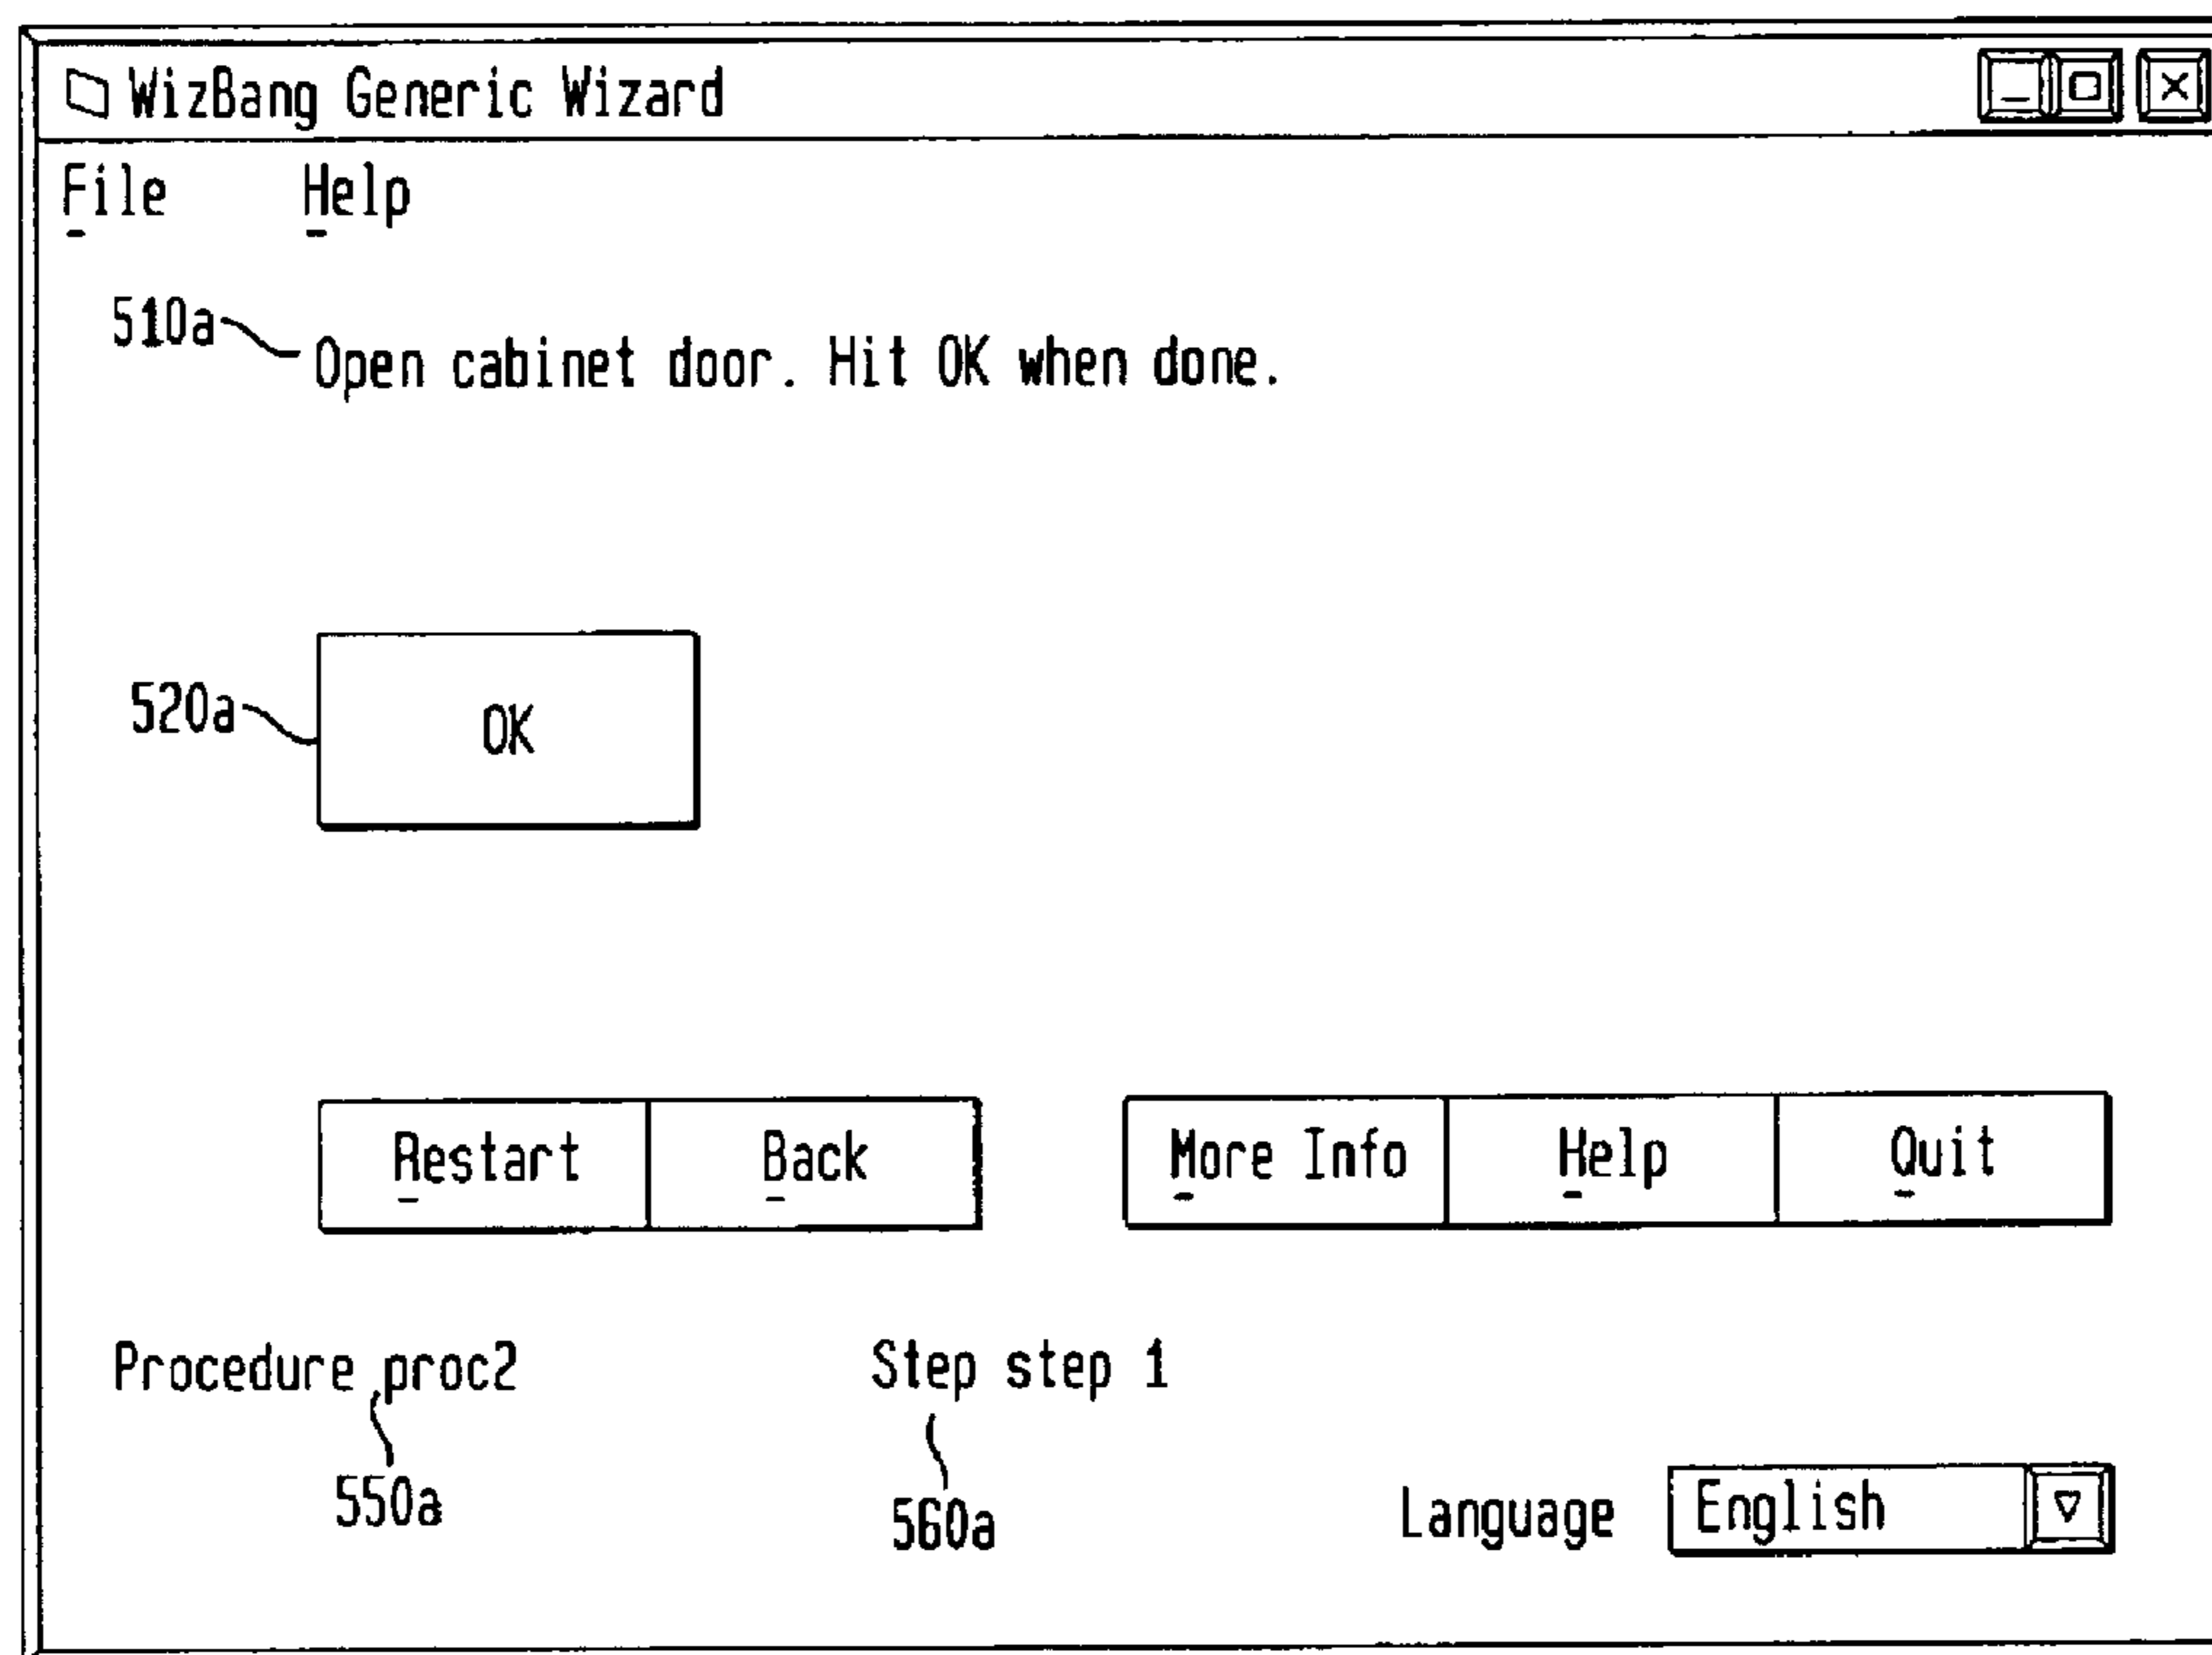 WizBang Generic Wizard
File Help
510a
Open cabinet door. Hit OK when done.
520a
OK
Restart Back More Info Help Quit
Procedure proc2 Step step 1
550a
560a
Language English